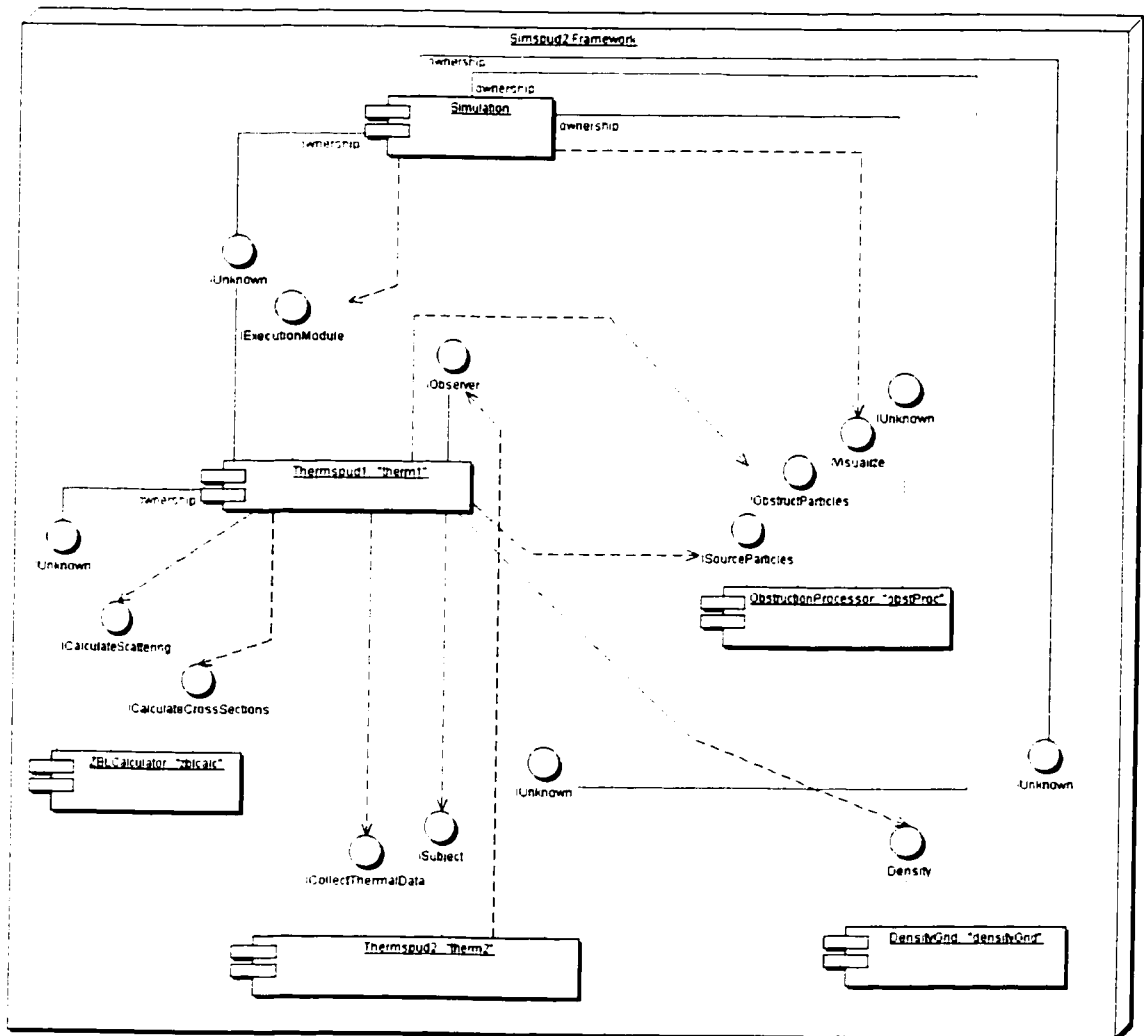 Simspud2 Framework
ownership
ownership
Simulation
ownership
ownership
IUnknown
IExecutionModule
IObserver
IUnknown
IVisualize
Thermspud1 "therm1"
IObstructParticles
ownership
ISourceParticles
IUnknown
ObstructionProcessor "obstProc"
ICalculateScattering
ICalculateCrossSections
ZBLCalculator "zblcalc"
IUnknown
IUnknown
ISubject
ICollectThermalData
Density
Thermspud2 "therm2"
DensityGrid "densityGrid"